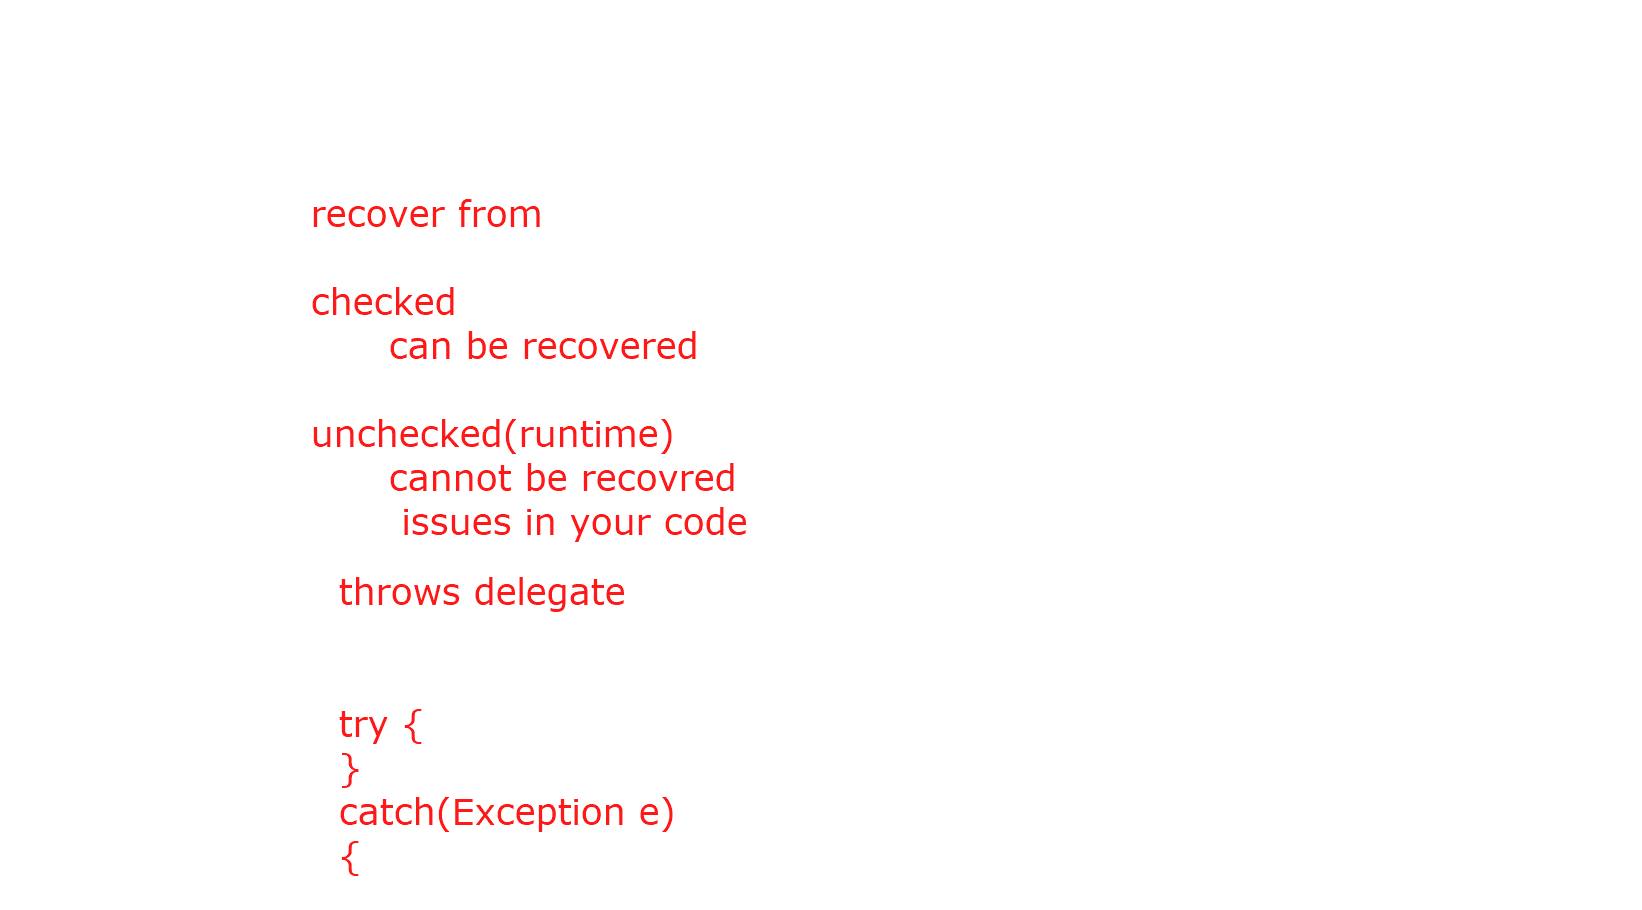 recover from
checked
can be recovered
unchecked(runtime)
cannot be recovred
issues in your code
throws delegate
try {
}
catch(Exception e)
{